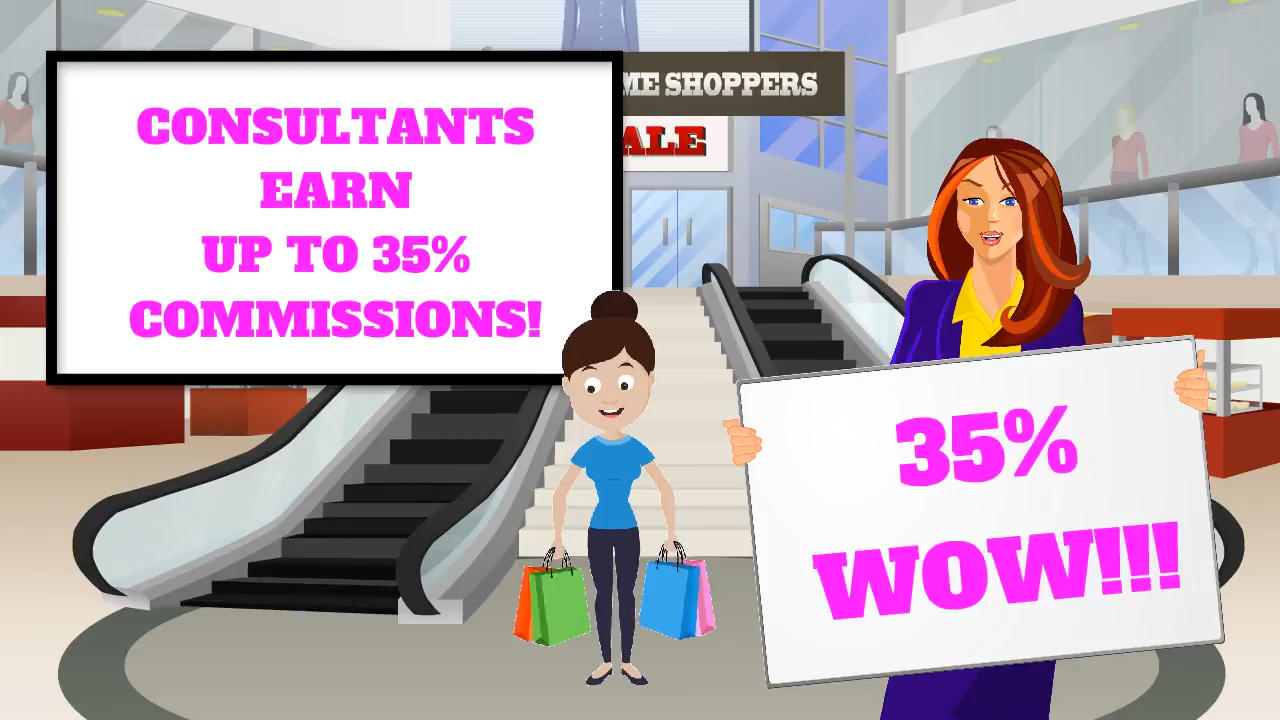 CONSULTANTS
EARN
UP TO 35%
COMMISSIONS!
ME SHOPPERS
ALE
35%
WOW!!!